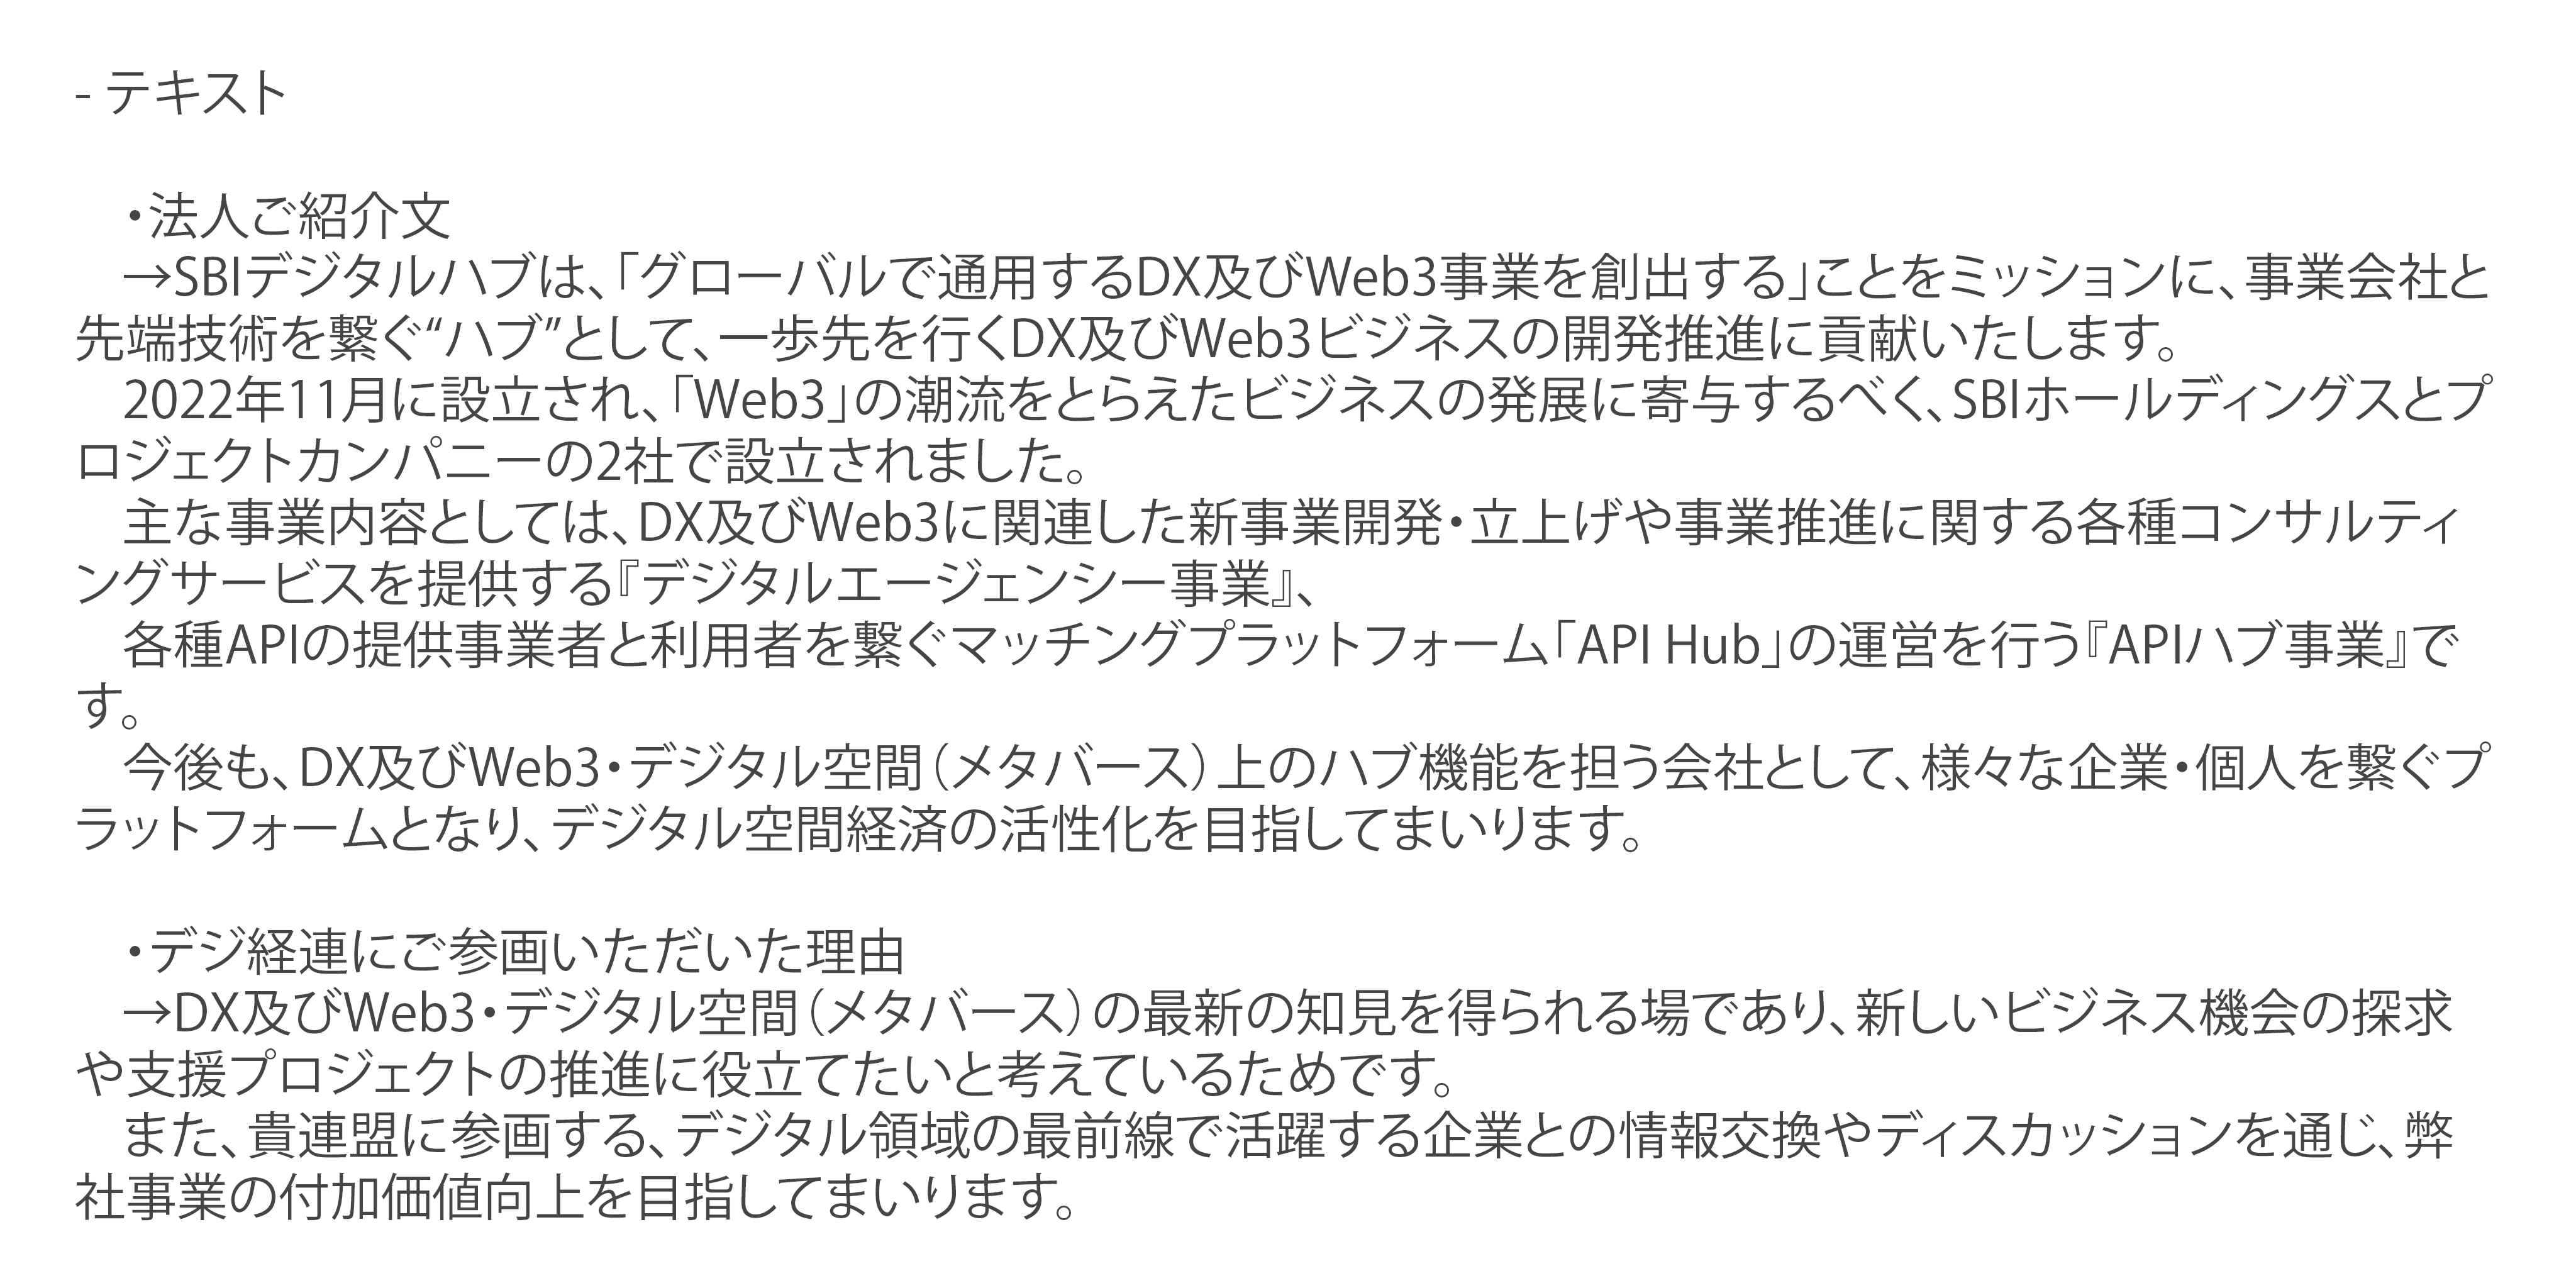 - テキスト
・法人ご紹介文
→SBIデジタルハブは、「グローバルで通用するDX及びWeb3事業を創出する」ことをミッションに、事業会社と
先端技術を繋ぐ“ハブ”として、一歩先を行くDX及びWeb3ビジネスの開発推進に貢献いたします。
2022年11月に設立され、「Web3」の潮流をとらえたビジネスの発展に寄与するべく、SBIホールディングスとプ
ロジェクトカンパニーの2社で設立されました。
主な事業内容としては、DX及びWeb3に関連した新事業開発・立上げや事業推進に関する各種コンサルティ
ングサービスを提供する『デジタルエージェンシー事業』、
各種APIの提供事業者と利用者を繋ぐマッチングプラットフォーム「API Hub」の運営を行う『APIハブ事業』で
す。
今後も、DX及びWeb3・デジタル空間（メタバース）上のハブ機能を担う会社として、様々な企業・個人を繋ぐプ
ラットフォームとなり、デジタル空間経済の活性化を目指してまいります。
・デジ経連にご参画いただいた理由
→DX及びWeb3・デジタル空間（メタバース）の最新の知見を得られる場であり、新しいビジネス機会の探求
や支援プロジェクトの推進に役立てたいと考えているためです。
また、貴連盟に参画する、デジタル領域の最前線で活躍する企業との情報交換やディスカッションを通じ、弊
社事業の付加価値向上を目指してまいります。